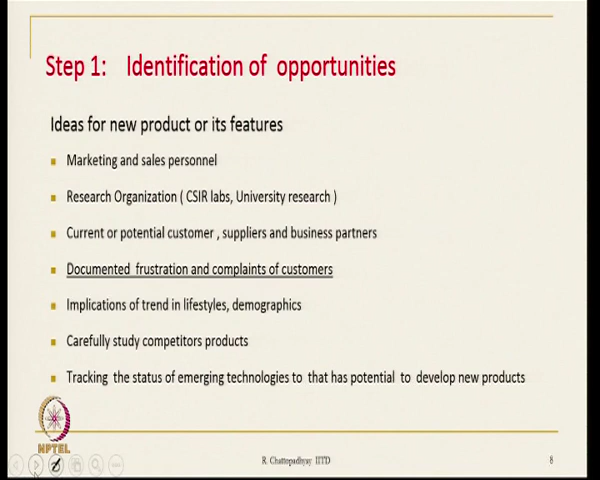 Step 1: Identification of opportunities
Ideas for new product or its features
Marketing and sales personnel
Research Organization ( CSIR labs, University research )
Current or potential customer , suppliers and business partners
Documented frustration and complaints of customers
Implications of trend in lifestyles, demographics
Carefully study competitors products
Tracking the status of emerging technologies to that has potential to develop new products
NPTEL
R. Chattopadhyay IITD
8